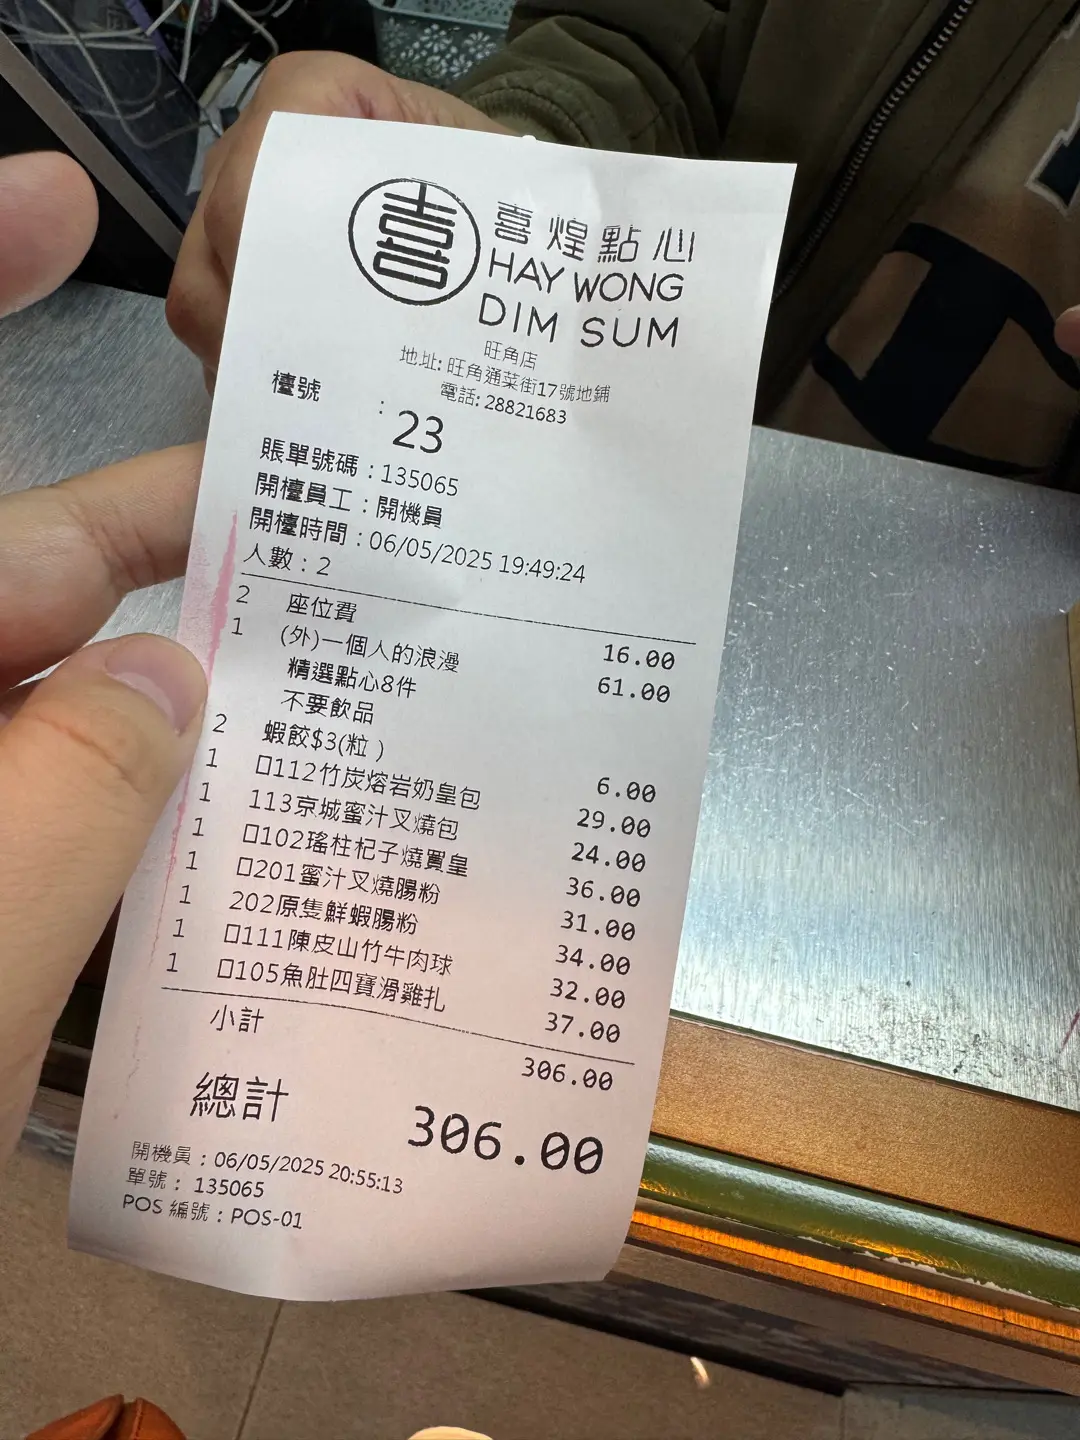 喜
喜煌點心
HAY WONG
DIM SUM
旺角店
地址: 旺角通菜街17號地鋪
電話: 28821683
檯號 : 23
賬單號碼 : 135065
開檯員工 : 開機員
開檯時間 : 06/05/2025 19:49:24
人數 : 2
2 座位費 16.00
1 (外)一個人的浪漫 61.00
精選點心8件
不要飲品
2 蝦餃$3(粒 ) 6.00
1 口112竹炭熔岩奶皇包 29.00
1 113京城蜜汁叉燒包 24.00
1 口102瑤柱杞子燒賣皇 36.00
1 口201蜜汁叉燒腸粉 31.00
1 202原隻鮮蝦腸粉 34.00
1 口111陳皮山竹牛肉球 32.00
1 口105魚肚四寶滑雞扎 37.00
小計 306.00
總計 306.00
開機員 : 06/05/2025 20:55:13
單號 : 135065
POS 編號 : POS-01